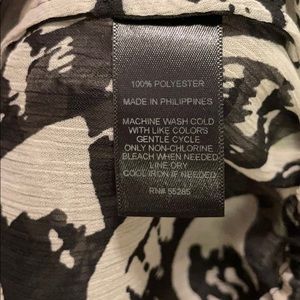 100% POLYESTER
MADE IN PHILIPPINES
MACHINE WASH COLD
WITH LIKE COLORS
GENTLE CYCLE
ONLY NON-CHLORINE
BLEACH WHEN NEEDED
LINE DRY
COOL IRON IF NEEDED
RN# 55285